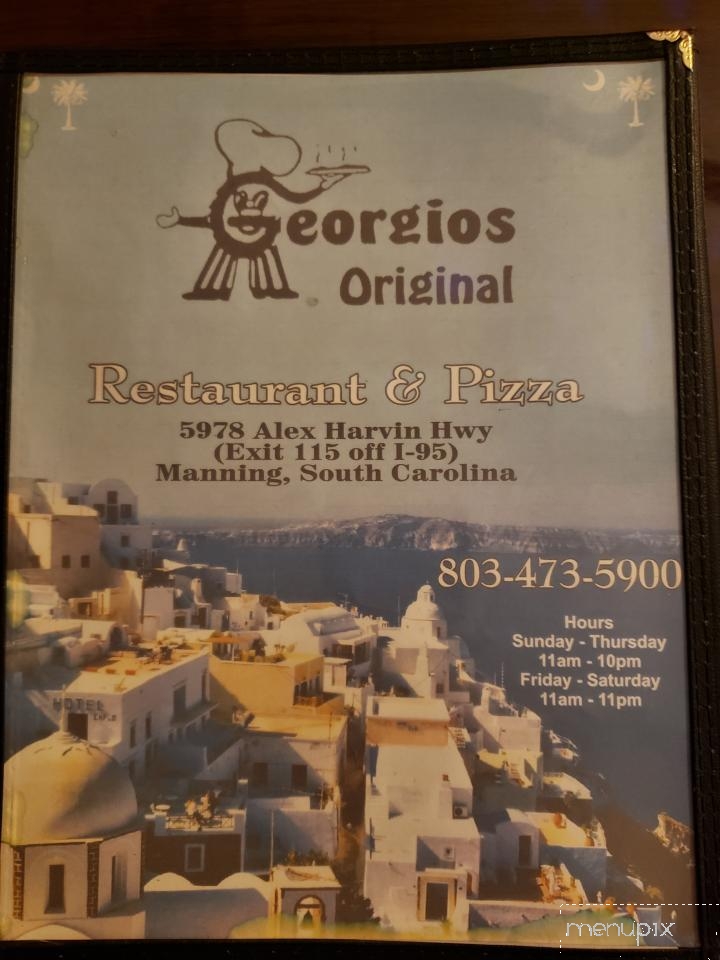 Georgios
Original
Restaurant & Pizza
5978 Alex Harvin Hwy
(Exit 115 off I-95)
Manning, South Carolina
803-473-5900
Hours
Sunday - Thursday
11am - 10pm
Friday - Saturday
11am - 11pm
HOTEL
menupix